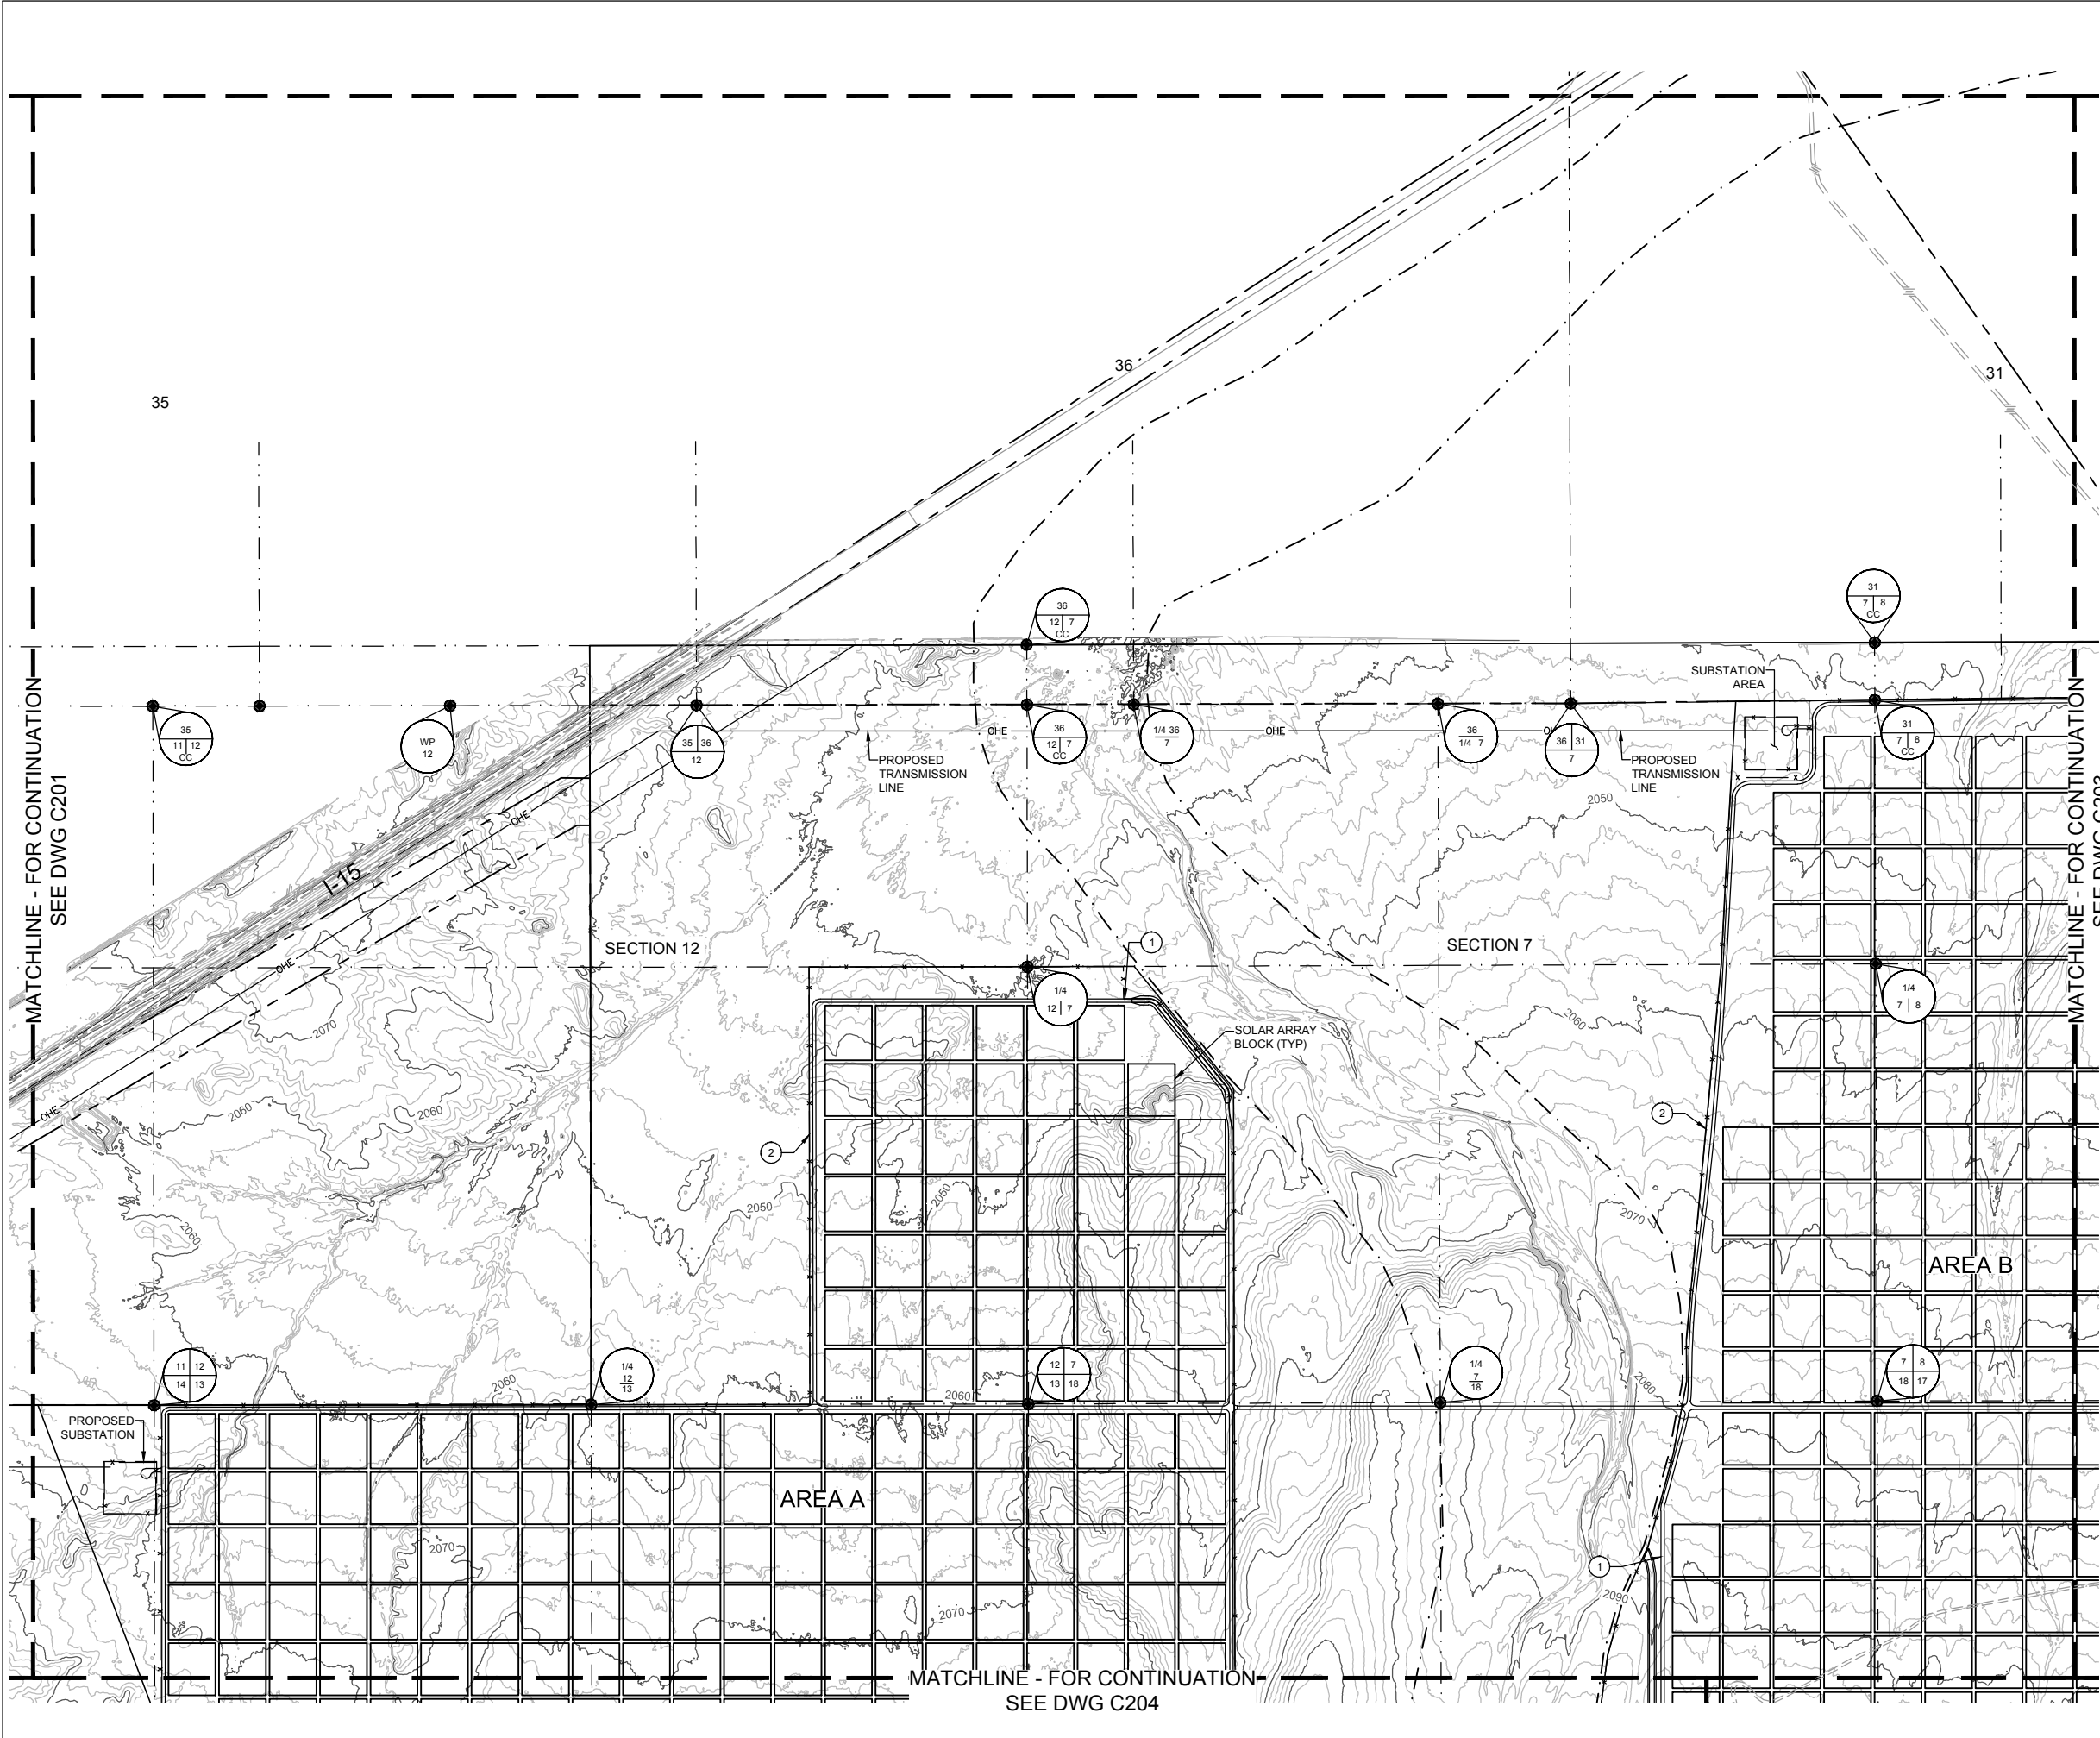 36
35
31
31
7 8
CC
36
12 7
CC
MATCHLINE - FOR CONTINUATION
SEE DWG C201
MATCHLINE - FOR CONTINUATION
SUBSTATION
AREA
35
11 12
CC
WP
12
35 36
12
OHE
36
12 7
CC
1/4 36
7
OHE
36
1/4 7
36 31
7
31
7 8
CC
PROPOSED
TRANSMISSION
LINE
PROPOSED
TRANSMISSION
LINE
2050
OHE
I-15
SECTION 12
SECTION 7
1
OHE
1/4
12 7
1/4
7 8
2070
SOLAR ARRAY
BLOCK (TYP)
2060
OHE
2060
2060
2
2
2050
2050
2060
2070
AREA B
11 12
14 13
1/4
12
13
12 7
13 18
1/4
7
18
7 8
18 17
2060
2060
2080
PROPOSED
SUBSTATION
AREA A
2070
1
2090
2070
MATCHLINE - FOR CONTINUATION
SEE DWG C204